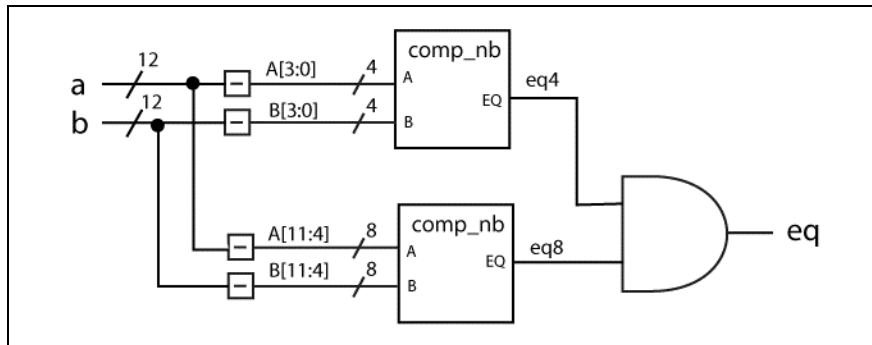 12
a
A[3:0]
4
comp_nb
A
EQ
eq4
12
b
B[3:0]
4
B
A[11:4]
8
comp_nb
A
EQ
eq8
B[11:4]
8
B
eq